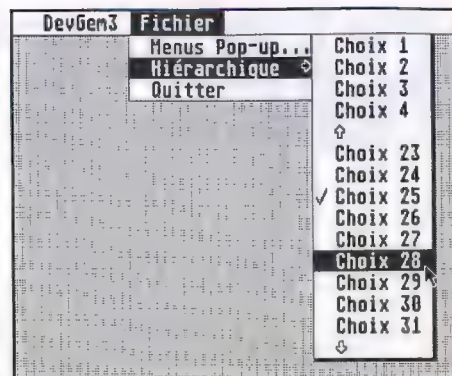 DevGem3 Fichier
Menus Pop-up...
Hiérarchique ⇨
Quitter
Choix 1
Choix 2
Choix 3
Choix 4
⇧
Choix 23
Choix 24
✓ Choix 25
Choix 26
Choix 27
Choix 28
Choix 29
Choix 30
Choix 31
⇩